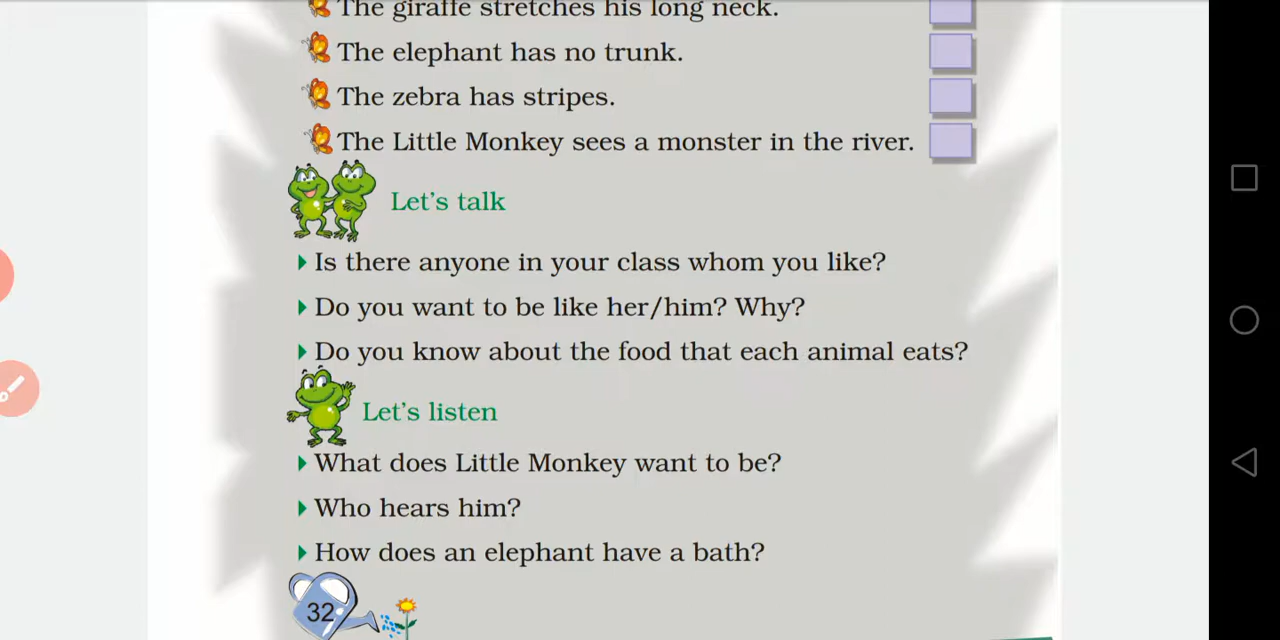 The giraffe stretches his long neck.
The elephant has no trunk.
The zebra has stripes.
The Little Monkey sees a monster in the river.
Let's talk
Is there anyone in your class whom you like?
Do you want to be like her/him? Why?
Do you know about the food that each animal eats?
Let's listen
What does Little Monkey want to be?
Who hears him?
How does an elephant have a bath?
32